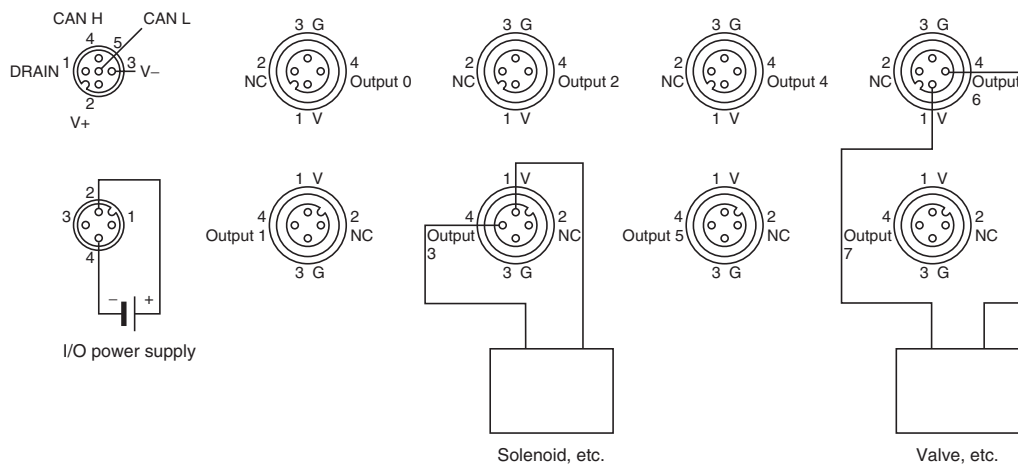 CAN H
CAN L
4
5
DRAIN
1
3
V–
2
V+
3 G
2
NC
4
Output 0
1 V
3 G
2
NC
4
Output 2
1 V
3 G
2
NC
4
Output 4
1 V
3 G
2
NC
4
Output
6
1 V
2
3
1
4
–
+
I/O power supply
1 V
4
Output 1
2
NC
3 G
1 V
4
Output
3
2
NC
3 G
1 V
4
Output 5
2
NC
3 G
1 V
4
Output
7
2
NC
3 G
Solenoid, etc.
Valve, etc.